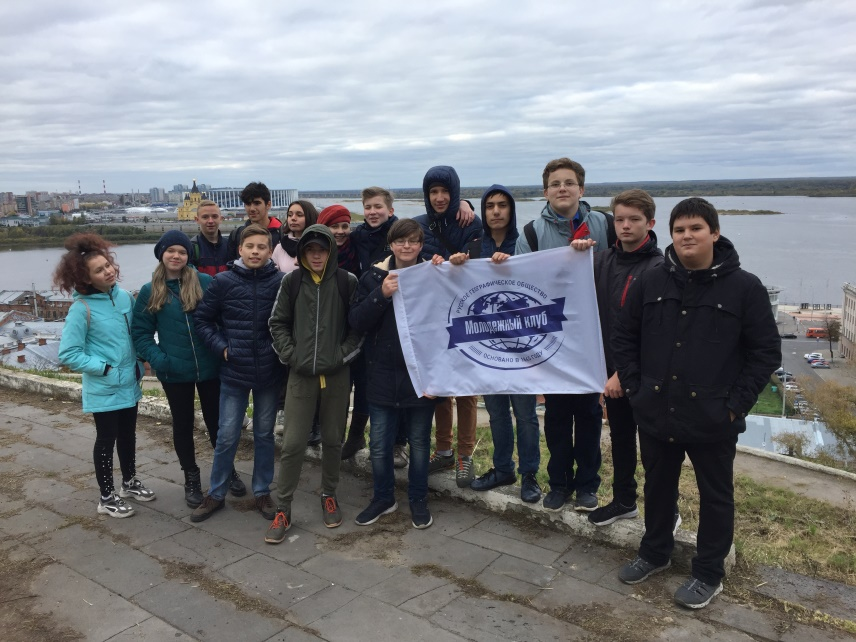 РУССКОЕ ГЕОГРАФИЧЕСКОЕ ОБЩЕСТВО
Молодежный клуб
ОСНОВАНО В